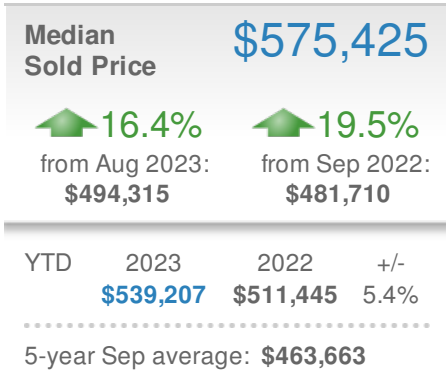 Median $575,425
Sold Price
16.4% 19.5%
from Aug 2023: from Sep 2022:
$494,315 $481,710
YTD 2023 2022 +/-
$539,207 $511,445 5.4%
5-year Sep average: $463,663